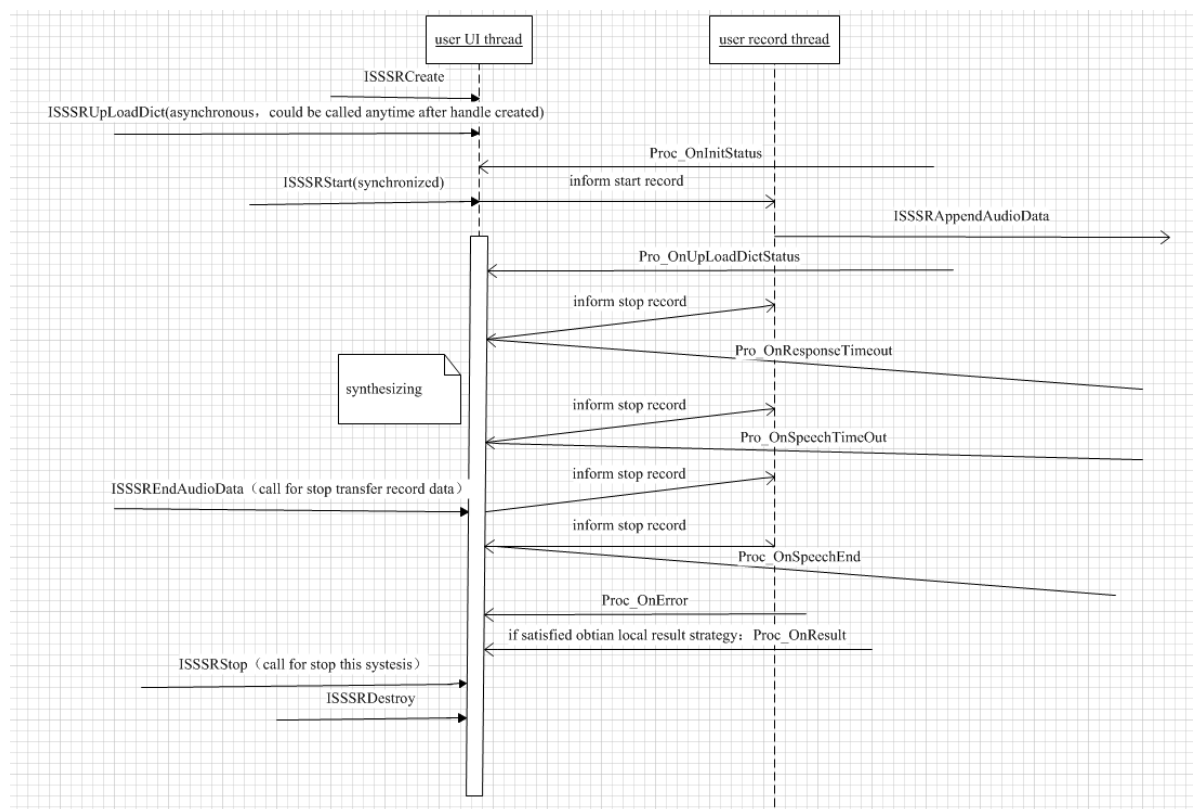 user UI thread
user record thread
ISSSRCreate
ISSSRUpLoadDict(asynchronous，could be called anytime after handle created)
Proc_OnInitStatus
ISSSRStart(synchronized)
inform start record
ISSSRAppendAudioData
Pro_OnUpLoadDictStatus
inform stop record
Pro_OnResponseTimeout
synthesizing
inform stop record
Pro_OnSpeechTimeOut
inform stop record
ISSSREndAudioData（call for stop transfer record data）
inform stop record
Proc_OnSpeechEnd
Proc_OnError
if satisfied obtian local result strategy：Proc_OnResult
ISSSRStop（call for stop this systesis）
ISSSRDestroy